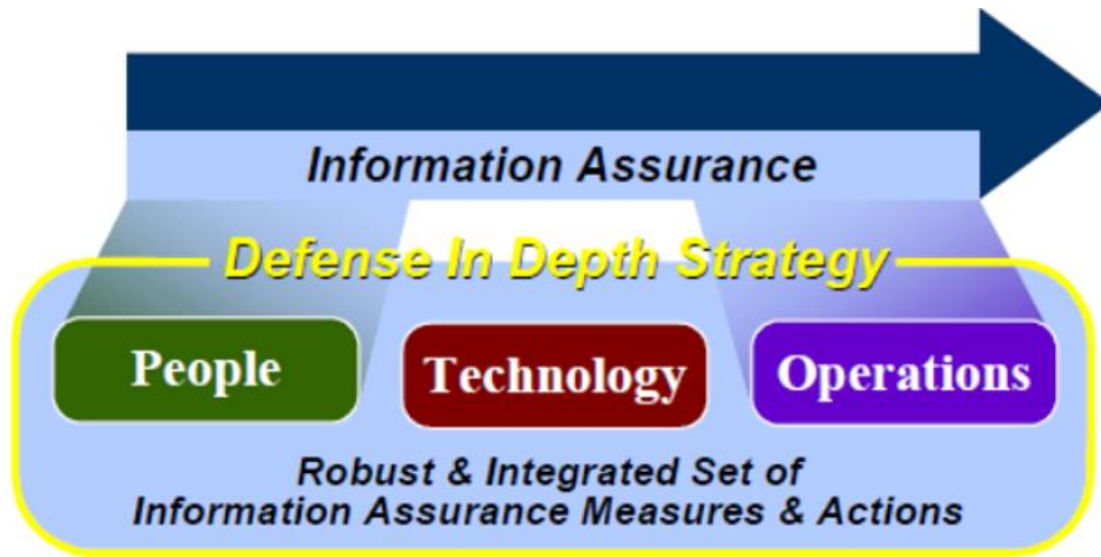 Information Assurance
Defense In Depth Strategy
People
Technology
Operations
Robust & Integrated Set of
Information Assurance Measures & Actions